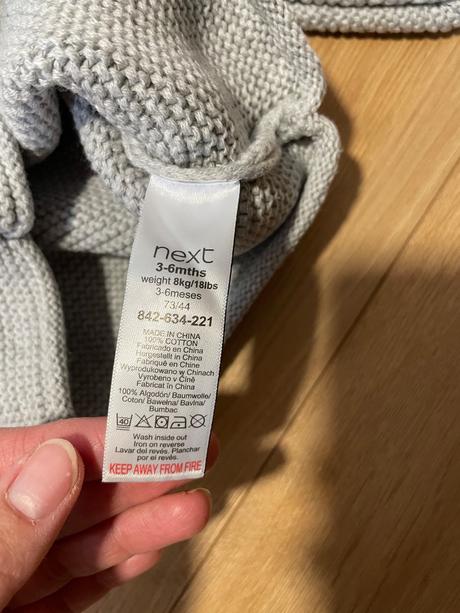 next
3-6mths
weight 8kg/18lbs
3-6meses
73/44
842-634-221
MADE IN CHINA
100% COTTON
Fabricado en China
Hergestellt in China
Fabriqué en Chine
Wyprodukowano w Chinach
Vyrobeno v Číně
Fabricat în China
100% Algodón/ Baumwolle/
Coton/ Bawełna/ Bavlna/
Bumbac
40
Wash inside out
Iron on reverse
Lavar del revés. Planchar
por el revés.
KEEP AWAY FROM FIRE